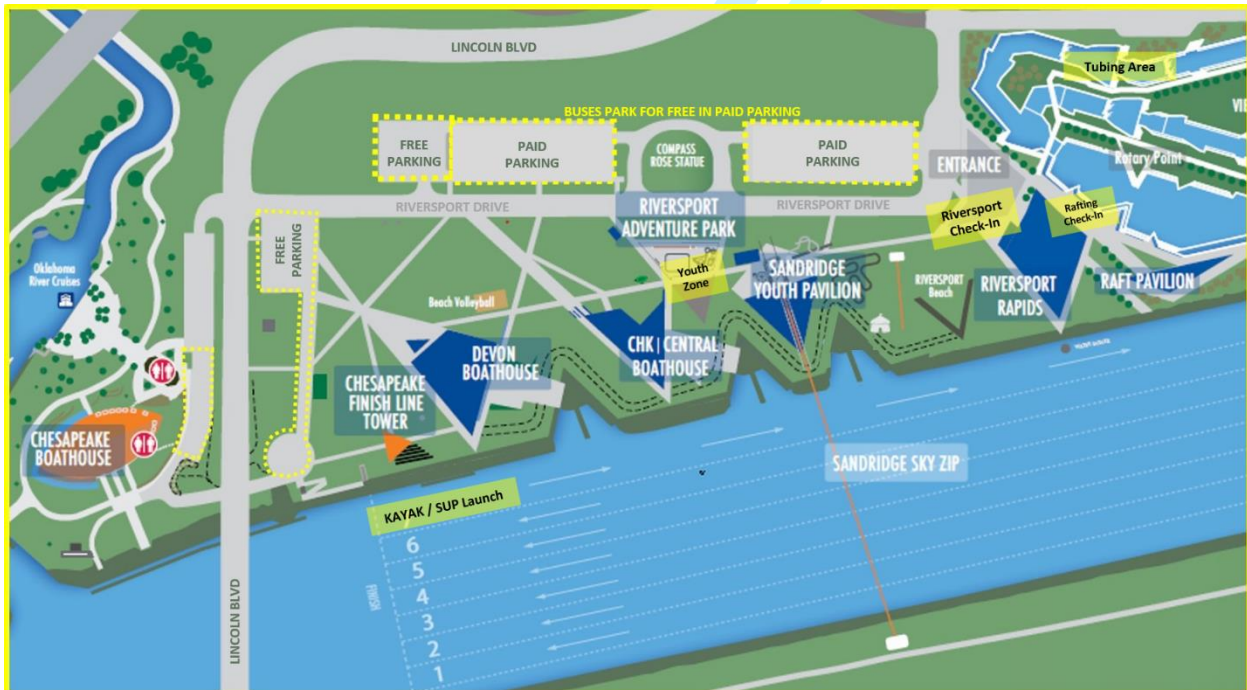 LINCOLN BLVD
Tubing Area
BUSES PARK FOR FREE IN PAID PARKING
FREE
PARKING
PAID
PARKING
COMPASS
ROSE STATUE
PAID
PARKING
ENTRANCE
Rotary Point
RIVERSPORT DRIVE
RIVERSPORT
ADVENTURE PARK
RIVERSPORT DRIVE
Riversport
Check-In
Rafting
Check-In
FREE
PARKING
Oklahoma
River Cruises
Youth
Zone
SANDRIDGE
YOUTH PAVILION
RIVERSPORT
Beach
RIVERSPORT
RAPIDS
RAFT PAVILION
Beach Volleyball
DEVON
BOATHOUSE
CHK | CENTRAL
BOATHOUSE
CHESAPEAKE
FINISH LINE
TOWER
CHESAPEAKE
BOATHOUSE
SANDRIDGE SKY ZIP
KAYAK / SUP Launch
6
5
4
3
2
1
FINISH
LINCOLN BLVD